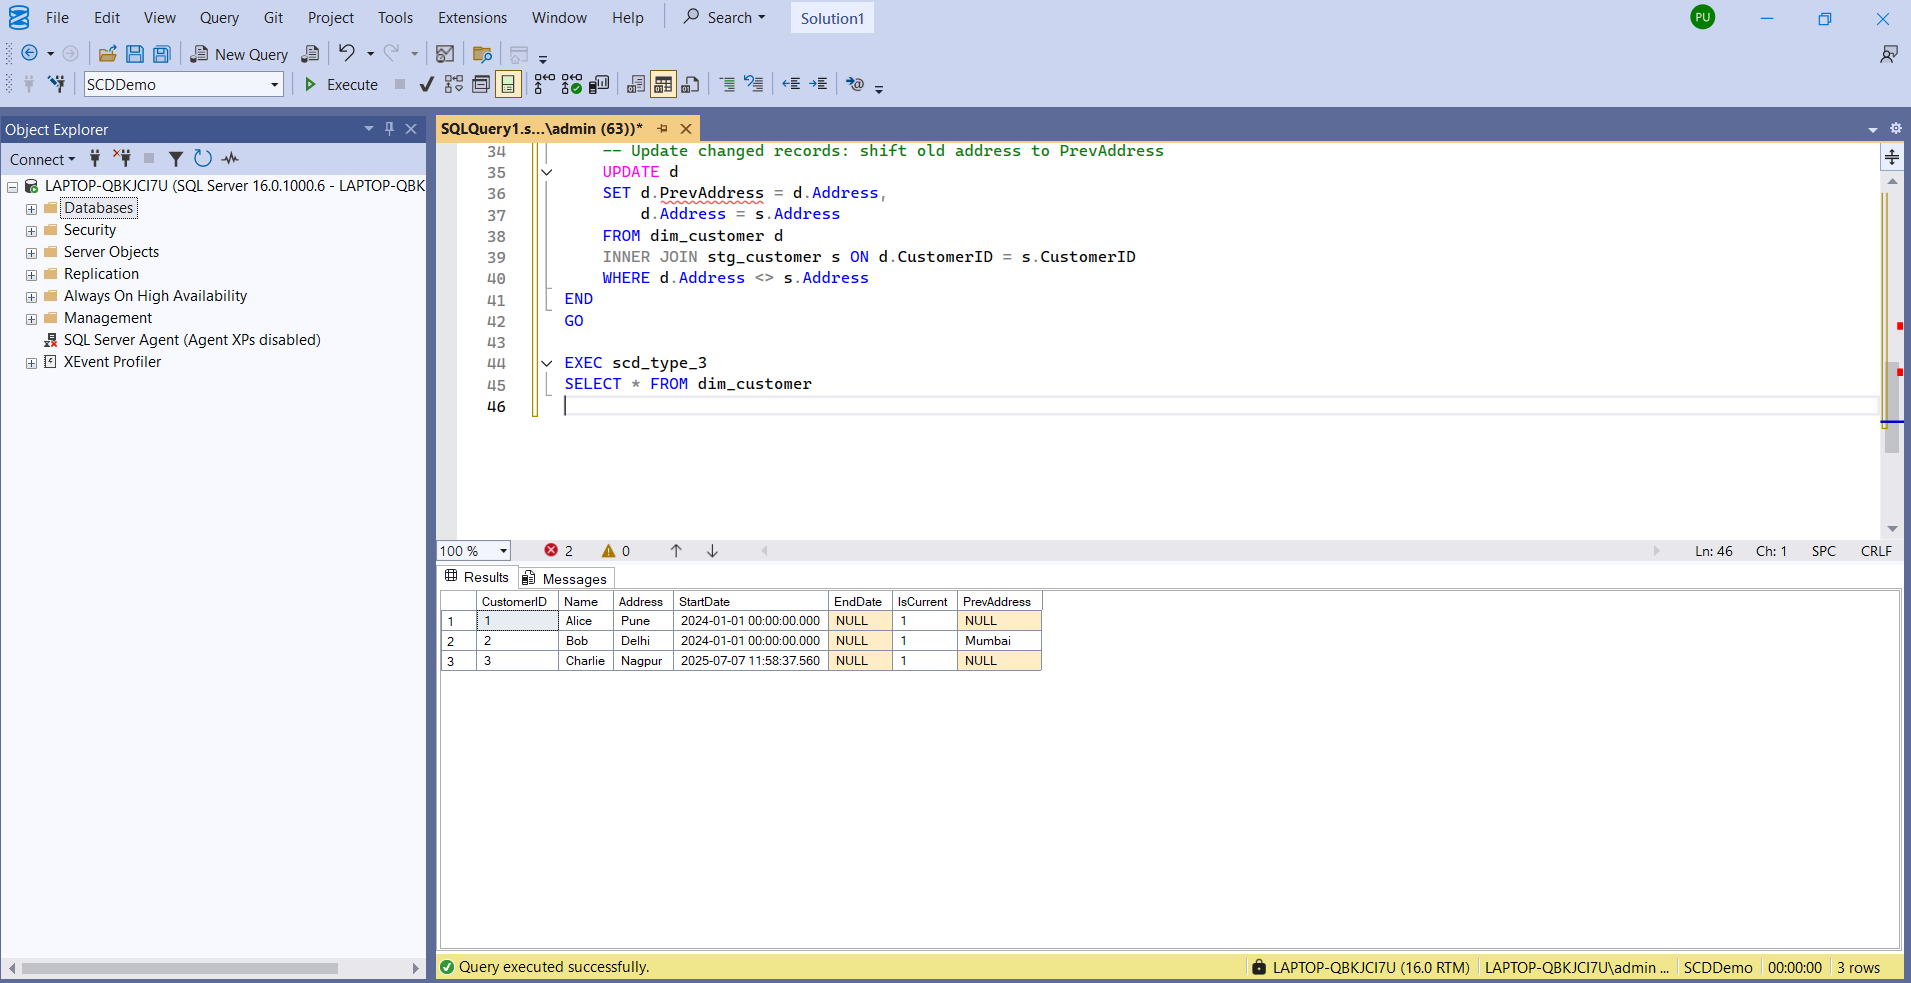 File Edit View Query Git Project Tools Extensions Window Help Search Solution1 PU
New Query
SCDDemo Execute
Object Explorer
Connect
LAPTOP-QBKJCI7U (SQL Server 16.0.1000.6 - LAPTOP-QBK
Databases
Security
Server Objects
Replication
Always On High Availability
Management
SQL Server Agent (Agent XPs disabled)
XEvent Profiler
SQLQuery1.s...\admin (63))*
34 -- Update changed records: shift old address to PrevAddress
35 UPDATE d
36 SET d.PrevAddress = d.Address,
37 d.Address = s.Address
38 FROM dim_customer d
39 INNER JOIN stg_customer s ON d.CustomerID = s.CustomerID
40 WHERE d.Address <> s.Address
41 END
42 GO
43
44 EXEC scd_type_3
45 SELECT * FROM dim_customer
46
100 % 2 0 Ln: 46 Ch: 1 SPC CRLF
Results Messages
CustomerID Name Address StartDate EndDate IsCurrent PrevAddress
1 1 Alice Pune 2024-01-01 00:00:00.000 NULL 1 NULL
2 2 Bob Delhi 2024-01-01 00:00:00.000 NULL 1 Mumbai
3 3 Charlie Nagpur 2025-07-07 11:58:37.560 NULL 1 NULL
Query executed successfully. LAPTOP-QBKJCI7U (16.0 RTM) LAPTOP-QBKJCI7U\admin ... SCDDemo 00:00:00 3 rows